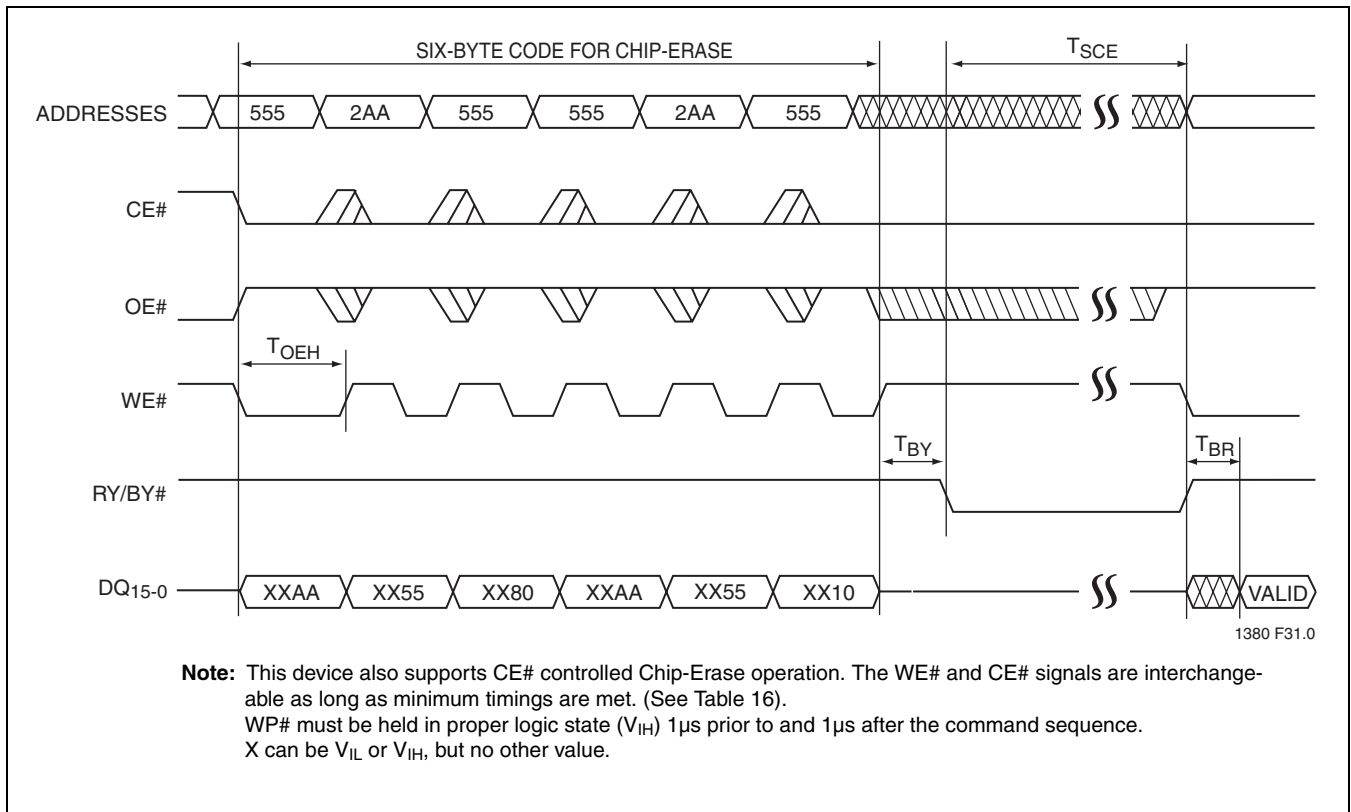 SIX-BYTE CODE FOR CHIP-ERASE
TSCE
ADDRESSES 555 2AA 555 555 2AA 555
CE#
OE#
TOEH
WE#
TBY TBR
RY/BY#
DQ15-0 XXAA XX55 XX80 XXAA XX55 XX10 VALID
1380 F31.0
Note: This device also supports CE# controlled Chip-Erase operation. The WE# and CE# signals are interchange-
able as long as minimum timings are met. (See Table 16).
WP# must be held in proper logic state (VIH) 1µs prior to and 1µs after the command sequence.
X can be VIL or VIH, but no other value.